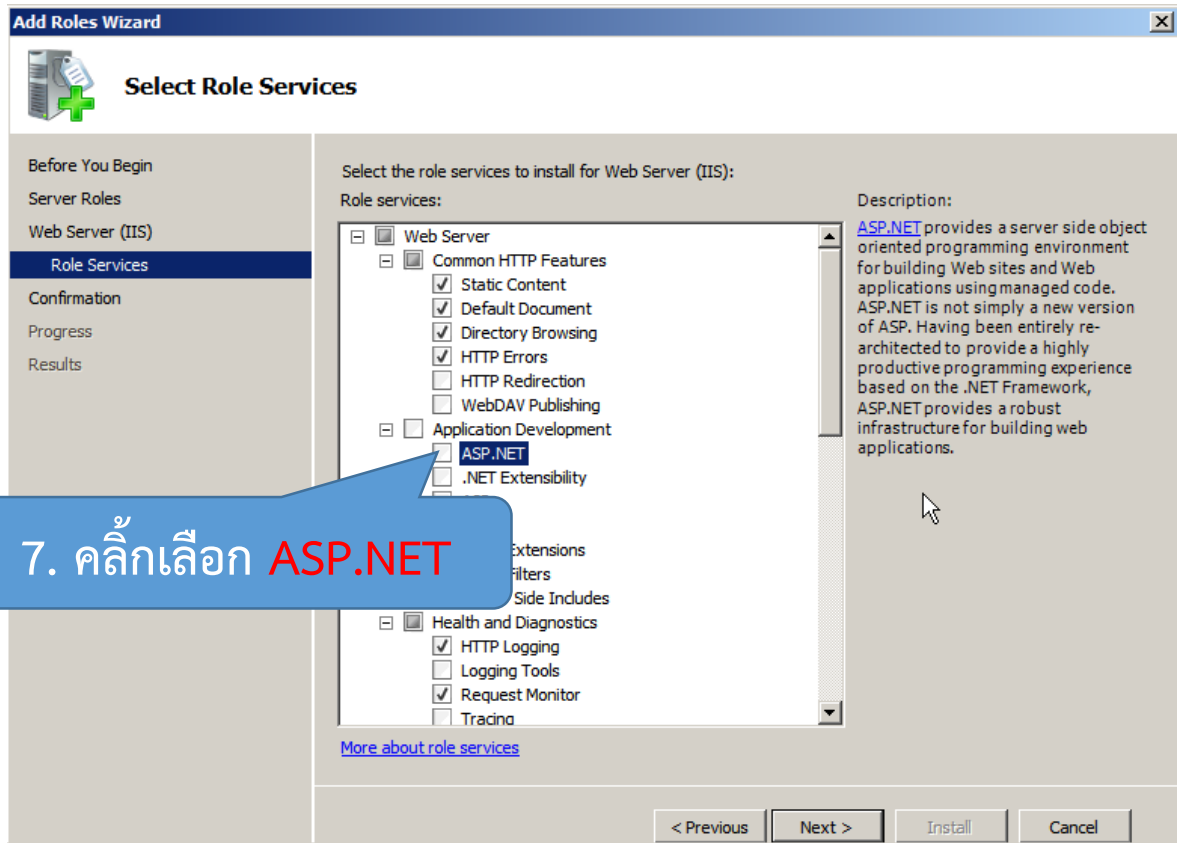 Add Roles Wizard
Select Role Services
Before You Begin
Server Roles
Web Server (IIS)
Role Services
Confirmation
Progress
Results
Select the role services to install for Web Server (IIS):
Role services:
Web Server
Common HTTP Features
Static Content
Default Document
Directory Browsing
HTTP Errors
HTTP Redirection
WebDAV Publishing
Application Development
ASP.NET
.NET Extensibility
Extensions
Filters
Side Includes
Health and Diagnostics
HTTP Logging
Logging Tools
Request Monitor
Tracing
More about role services
7. คลิ้กเลือก ASP.NET
Description:
ASP.NET provides a server side object
oriented programming environment
for building Web sites and Web
applications using managed code.
ASP.NET is not simply a new version
of ASP. Having been entirely re-
architected to provide a highly
productive programming experience
based on the .NET Framework,
ASP.NET provides a robust
infrastructure for building web
applications.
< Previous
Next >
Install
Cancel